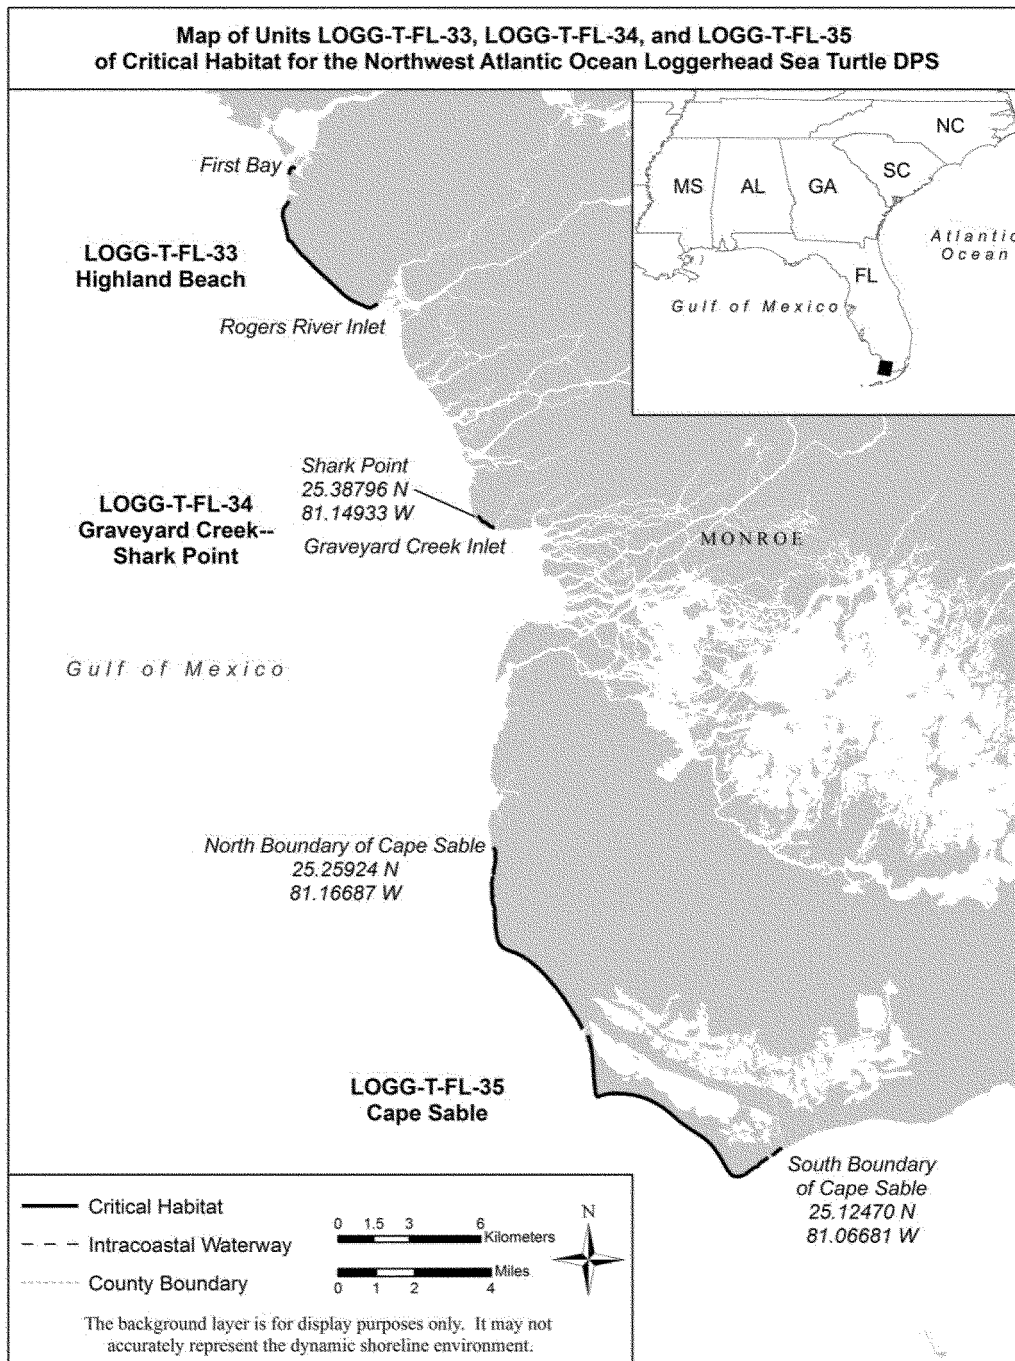 Map of Units LOGG-T-FL-33, LOGG-T-FL-34, and LOGG-T-FL-35
of Critical Habitat for the Northwest Atlantic Ocean Loggerhead Sea Turtle DPS
NC
SC
MS
AL
GA
Atlantic
Ocean
FL
Gulf of Mexico
First Bay
LOGG-T-FL-33
Highland Beach
Rogers River Inlet
Shark Point
25.38796 N
81.14933 W
LOGG-T-FL-34
Graveyard Creek--
Shark Point
Graveyard Creek Inlet
MONROE
Gulf of Mexico
North Boundary of Cape Sable
25.25924 N
81.16687 W
LOGG-T-FL-35
Cape Sable
South Boundary
of Cape Sable
25.12470 N
81.06681 W
Critical Habitat
Intracoastal Waterway
County Boundary
0 1.5 3 6
Kilometers
Miles
0 1 2 4
N
The background layer is for display purposes only. It may not
accurately represent the dynamic shoreline environment.